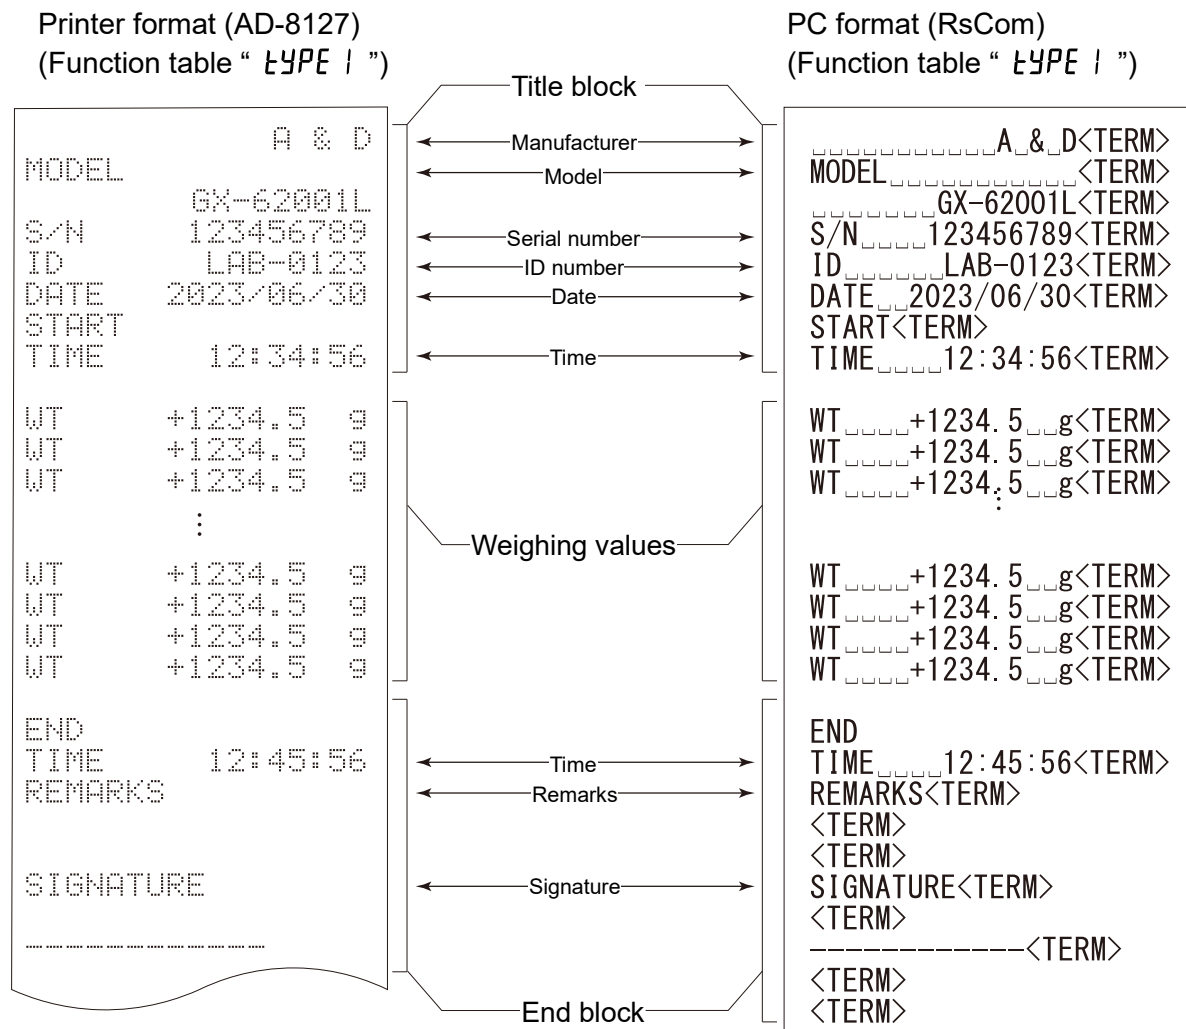 Printer format (AD-8127)
(Function table “ tYPE 1 ”)
A & D
MODEL
GX-62001L
S/N 123456789
ID LAB-0123
DATE 2023/06/30
START
TIME 12:34:56
WT +1234.5 g
WT +1234.5 g
WT +1234.5 g
⋮
WT +1234.5 g
WT +1234.5 g
WT +1234.5 g
WT +1234.5 g
END
TIME 12:45:56
REMARKS
SIGNATURE
------------
Title block
Manufacturer
Model
Serial number
ID number
Date
Time
Weighing values
Time
Remarks
Signature
End block
PC format (RsCom)
(Function table “ tYPE 1 ”)
␣␣␣␣␣␣␣␣␣␣␣A␣&␣D<TERM>
MODEL␣␣␣␣␣␣␣␣␣␣␣<TERM>
␣␣␣␣␣␣␣GX-62001L<TERM>
S/N␣␣␣␣123456789<TERM>
ID␣␣␣␣␣␣LAB-0123<TERM>
DATE␣␣2023/06/30<TERM>
START<TERM>
TIME␣␣␣␣12:34:56<TERM>
WT␣␣␣␣+1234.5␣␣g<TERM>
WT␣␣␣␣+1234.5␣␣g<TERM>
WT␣␣␣␣+1234.5␣␣g<TERM>
⋮
WT␣␣␣␣+1234.5␣␣g<TERM>
WT␣␣␣␣+1234.5␣␣g<TERM>
WT␣␣␣␣+1234.5␣␣g<TERM>
WT␣␣␣␣+1234.5␣␣g<TERM>
END
TIME␣␣␣␣12:45:56<TERM>
REMARKS<TERM>
<TERM>
<TERM>
SIGNATURE<TERM>
<TERM>
-------------<TERM>
<TERM>
<TERM>